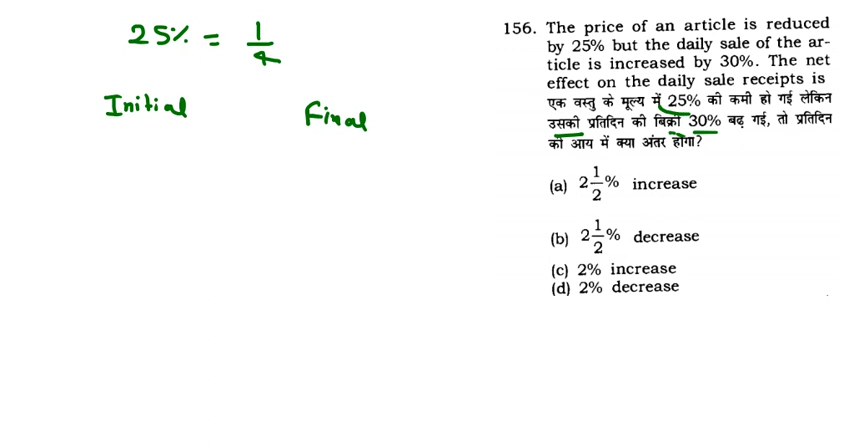 25% = 1/4
Initial
Final
156. The price of an article is reduced
by 25% but the daily sale of the ar-
ticle is increased by 30%. The net
effect on the daily sale receipts is
एक वस्तु के मूल्य में 25% की कमी हो गई लेकिन
उसकी प्रतिदिन की बिक्री 30% बढ़ गई, तो प्रतिदिन
की आय में क्या अंतर होगा?
(a) 2 1/2% increase
(b) 2 1/2% decrease
(c) 2% increase
(d) 2% decrease